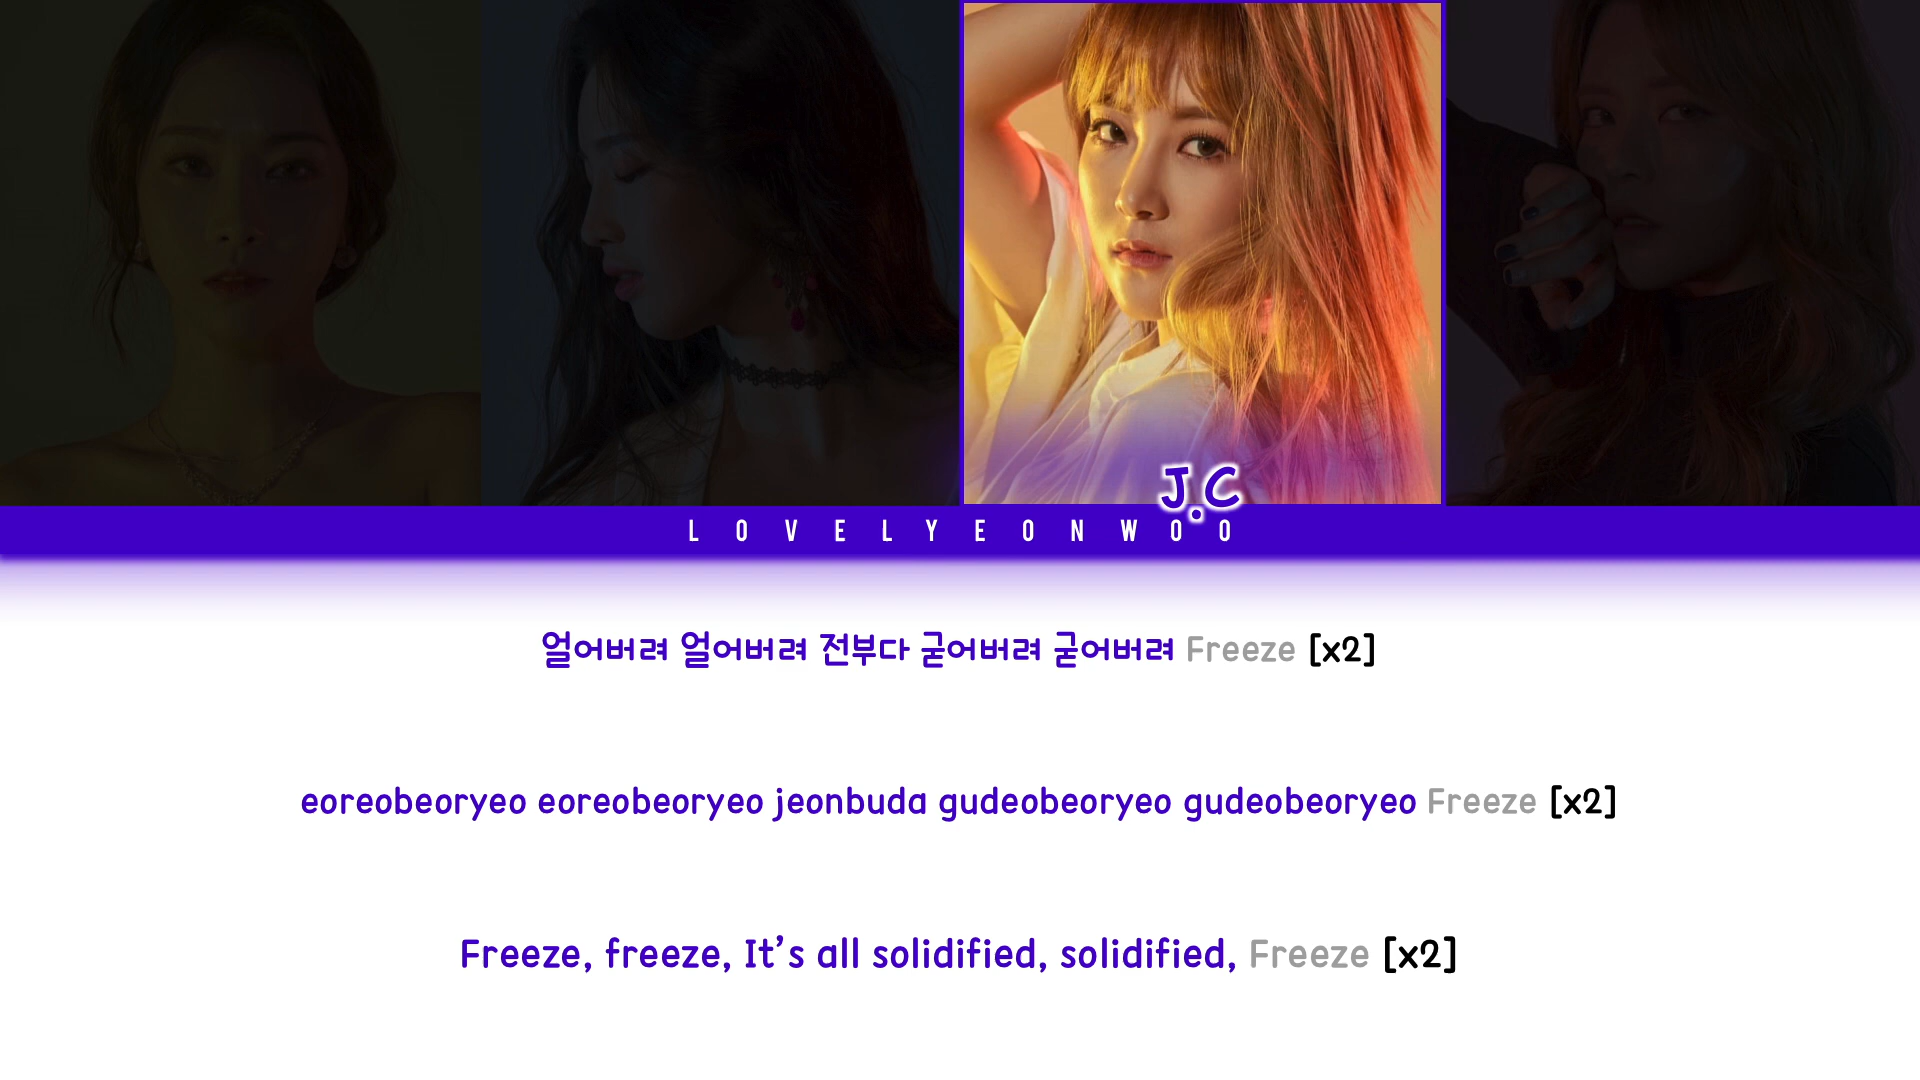 J.C
LOVELYEONWOO
얼어버려 얼어버려 전부다 굳어버려 굳어버려 Freeze [x2]
eoreobeoryeo eoreobeoryeo jeonbuda gudeobeoryeo gudeobeoryeo Freeze [x2]
Freeze, freeze, It's all solidified, solidified, Freeze [x2]